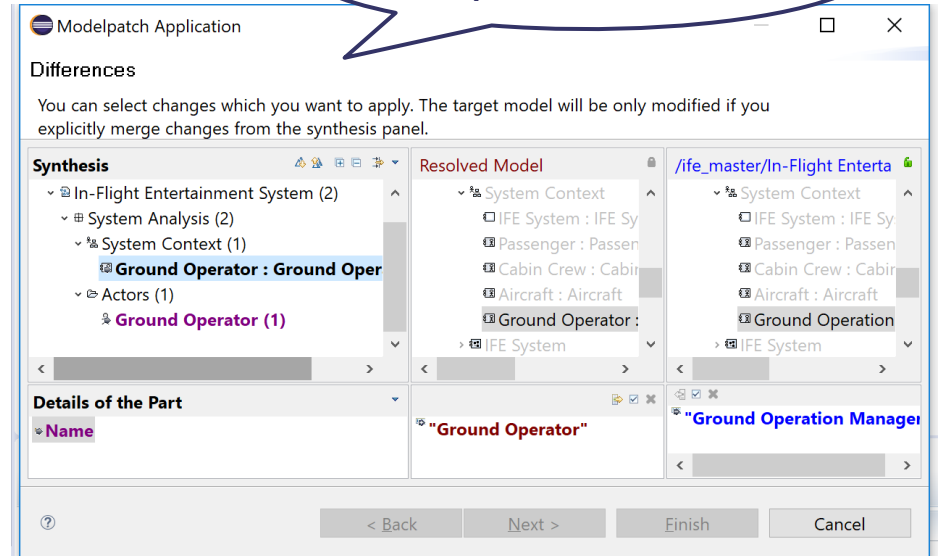 Modelpatch Application
Differences
You can select changes which you want to apply. The target model will be only modified if you
explicitly merge changes from the synthesis panel.
Synthesis
In-Flight Entertainment System (2)
System Analysis (2)
System Context (1)
Ground Operator : Ground Oper
Actors (1)
Ground Operator (1)
Resolved Model
System Context
IFE System : IFE Sy
Passenger : Passen
Cabin Crew : Cabin
Aircraft : Aircraft
Ground Operator :
IFE System
/ife_master/In-Flight Enterta
System Context
IFE System : IFE Sy
Passenger : Passen
Cabin Crew : Cabin
Aircraft : Aircraft
Ground Operation
IFE System
Details of the Part
Name
"Ground Operator"
"Ground Operation Manager
< Back
Next >
Finish
Cancel